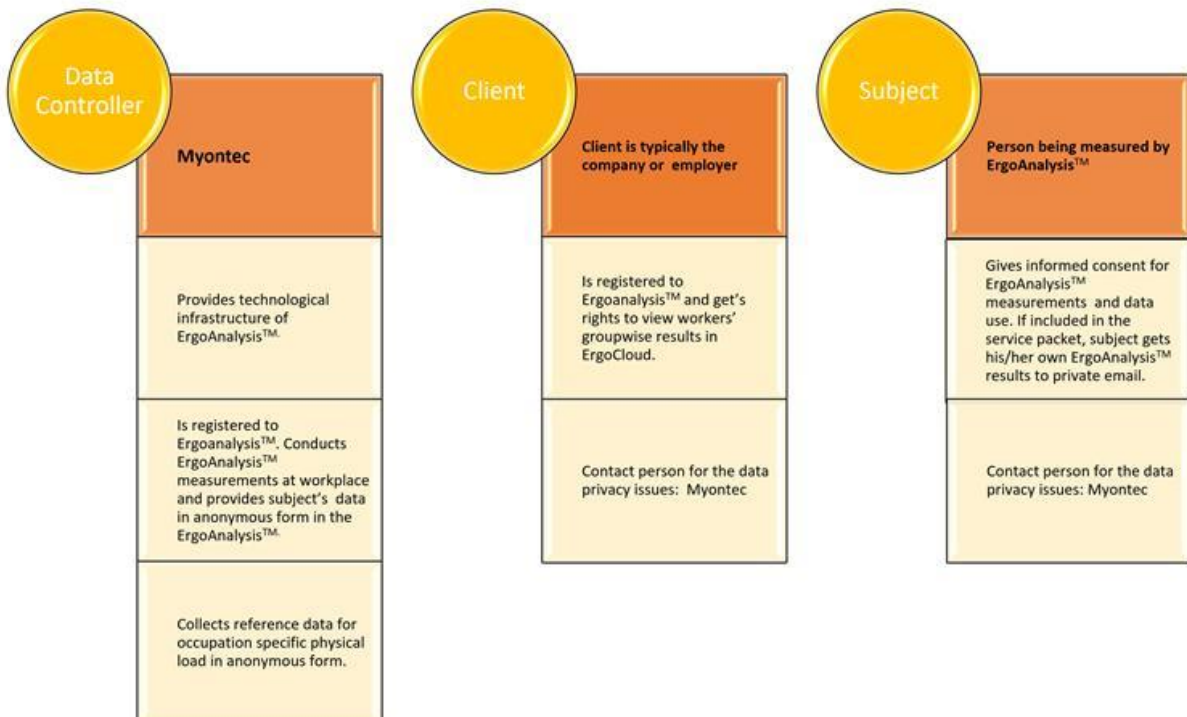 Data
Controller
Myontec
Provides technological
infrastructure of
ErgoAnalysis™.
Is registered to
Ergoanalysis™. Conducts
ErgoAnalysis™
measurements at workplace
and provides subject's data
in anonymous form in the
ErgoAnalysis™.
Collects reference data for
occupation specific physical
load in anonymous form.
Client
Client is typically the
company or employer
Is registered to
Ergoanalysis™ and get's
rights to view workers'
groupwise results in
ErgoCloud.
Contact person for the data
privacy issues: Myontec
Subject
Person being measured by
ErgoAnalysis™
Gives informed consent for
ErgoAnalysis™
measurements and data
use. If included in the
service packet, subject gets
his/her own ErgoAnalysis™
results to private email.
Contact person for the data
privacy issues: Myontec